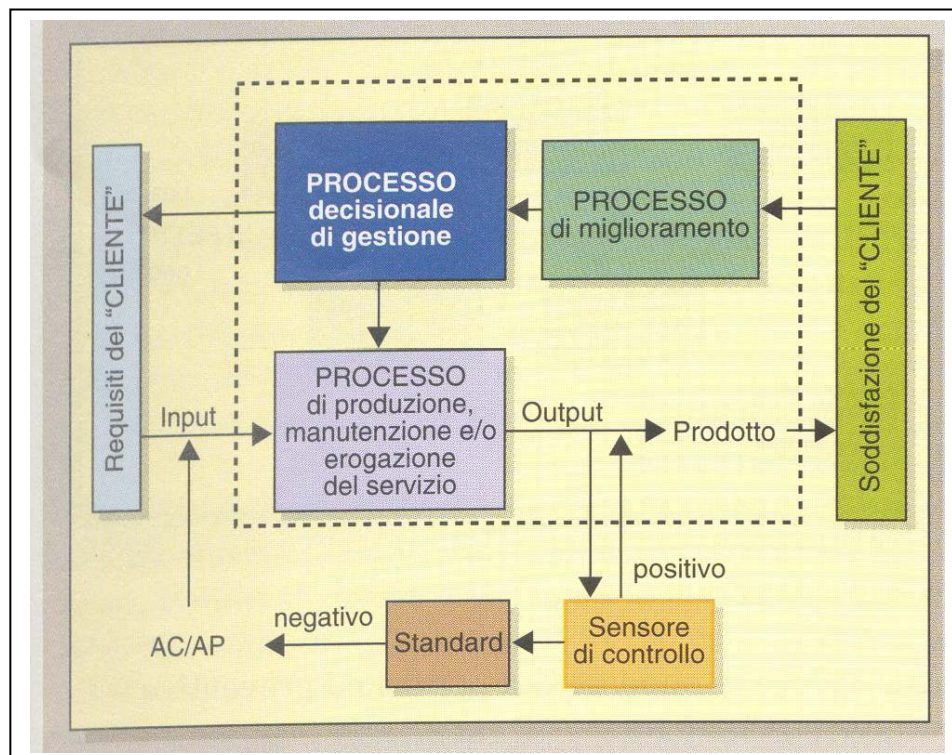 PROCESSO
decisionale
di gestione
PROCESSO
di miglioramento
Requisiti del "CLIENTE"
Soddisfazione del "CLIENTE"
Input
PROCESSO
di produzione,
manutenzione e/o
erogazione
del servizio
Output
Prodotto
positivo
negativo
AC/AP
Standard
Sensore
di controllo